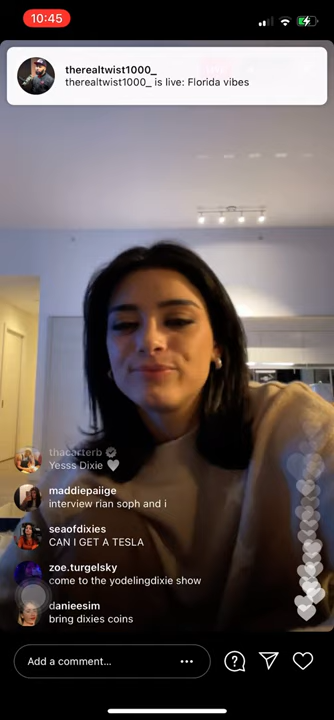 10:45
therealtwist1000_
therealtwist1000_ is live: Florida vibes
thacarterb
Yesss Dixie 🤍
maddiepaiige
interview rian soph and i
seaofdixies
CAN I GET A TESLA
zoe.turgelsky
come to the yodelingdixie show
danieesim
bring dixies coins
Add a comment...